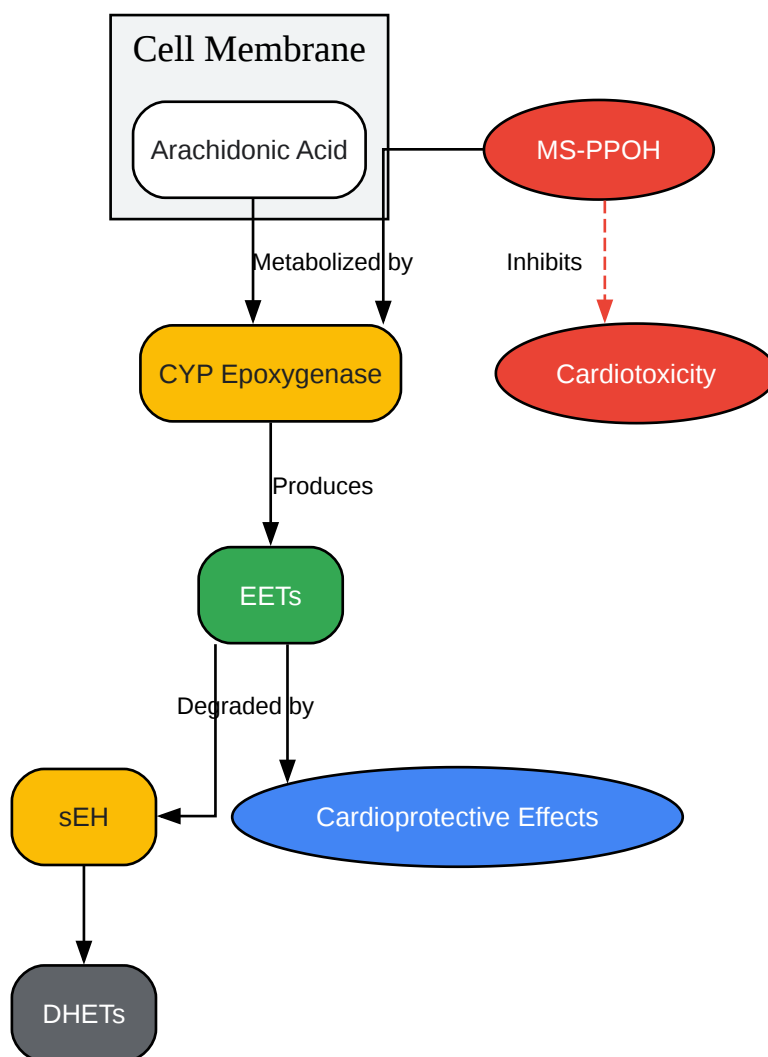 Cell Membrane
Arachidonic Acid
MS-PPOH
Metabolized by
Inhibits
CYP Epoxygenase
Cardiotoxicity
Produces
EETs
Degraded by
sEH
Cardioprotective Effects
DHETs